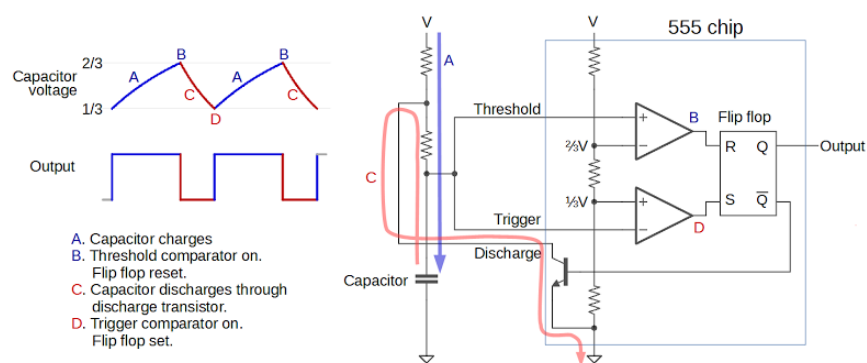 V
V
555 chip
2/3
B
B
A
A
A
Capacitor
voltage
C
C
1/3
D
Threshold
B
Flip flop
⅔V
R
Q
Output
Output
C
⅓V
S
Q̅
Trigger
D
Discharge
Capacitor
A. Capacitor charges
B. Threshold comparator on.
Flip flop reset.
C. Capacitor discharges through
discharge transistor.
D. Trigger comparator on.
Flip flop set.
+
−
+
−